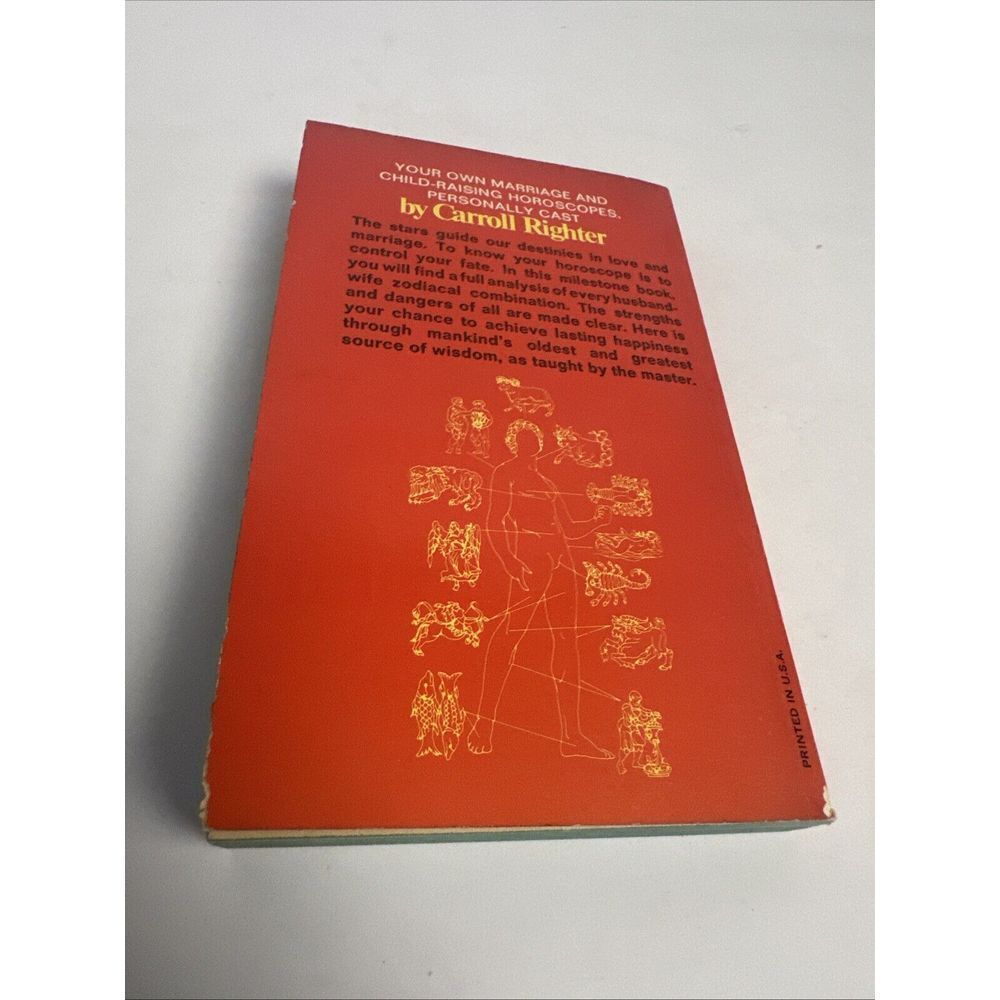 YOUR OWN MARRIAGE AND
CHILD-RAISING HOROSCOPES,
PERSONALLY CAST
by Carroll Righter
The stars guide our destinies in love and
marriage. To know your horoscope is to
control your fate. In this milestone book,
you will find a full analysis of every husband-
wife zodiacal combination. The strengths
and dangers of all are made clear. Here is
your chance to achieve lasting happiness
through mankind's oldest and greatest
source of wisdom, as taught by the master.
PRINTED IN U.S.A.